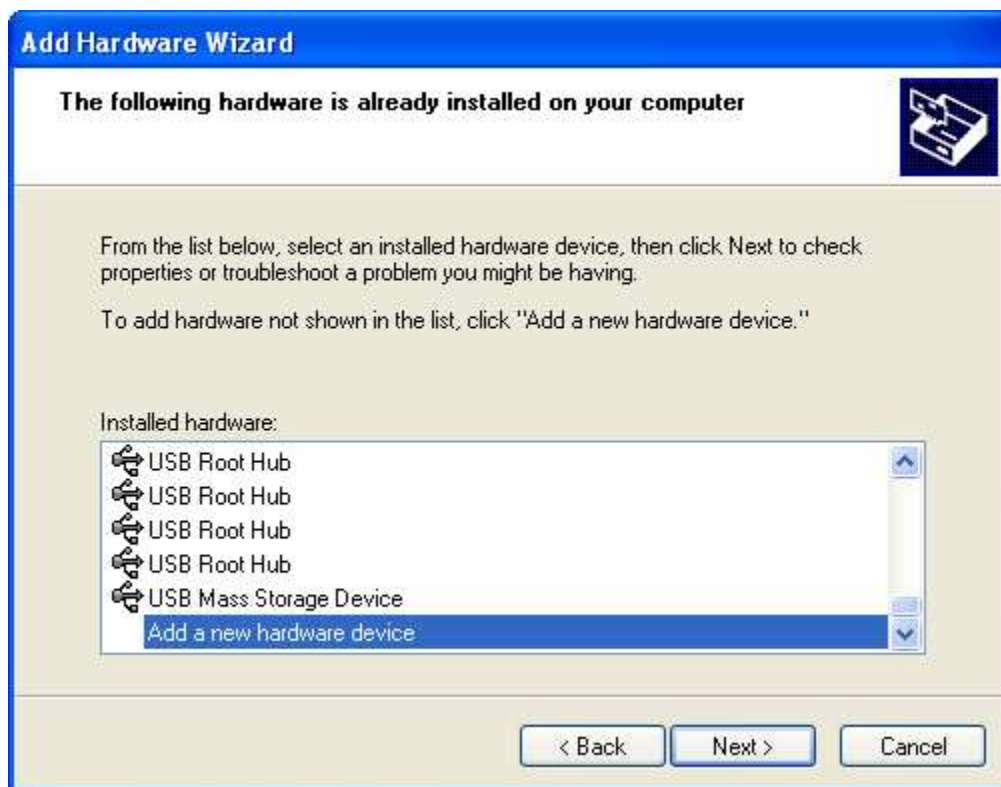 Add Hardware Wizard
The following hardware is already installed on your computer
From the list below, select an installed hardware device, then click Next to check
properties or troubleshoot a problem you might be having.
To add hardware not shown in the list, click "Add a new hardware device."
Installed hardware:
USB Root Hub
USB Root Hub
USB Root Hub
USB Root Hub
USB Mass Storage Device
Add a new hardware device
< Back
Next >
Cancel